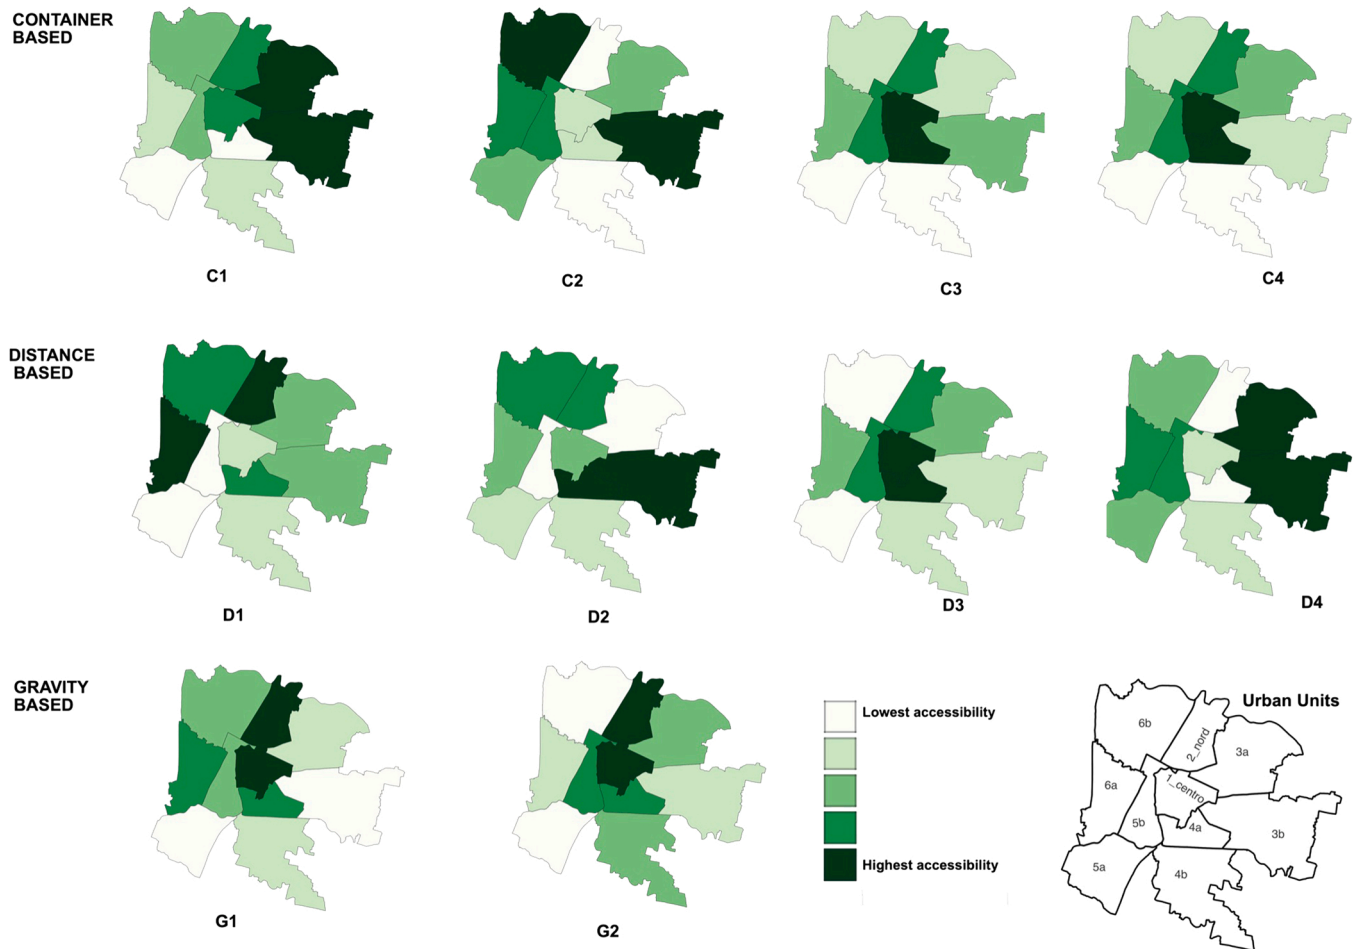 CONTAINER
BASED
C1
C2
C3
C4
DISTANCE
BASED
D1
D2
D3
D4
GRAVITY
BASED
G1
G2
Lowest accessibility
Highest accessibility
Urban Units
6b
2_nord
3a
6a
1_centro
5b
4a
3b
5a
4b